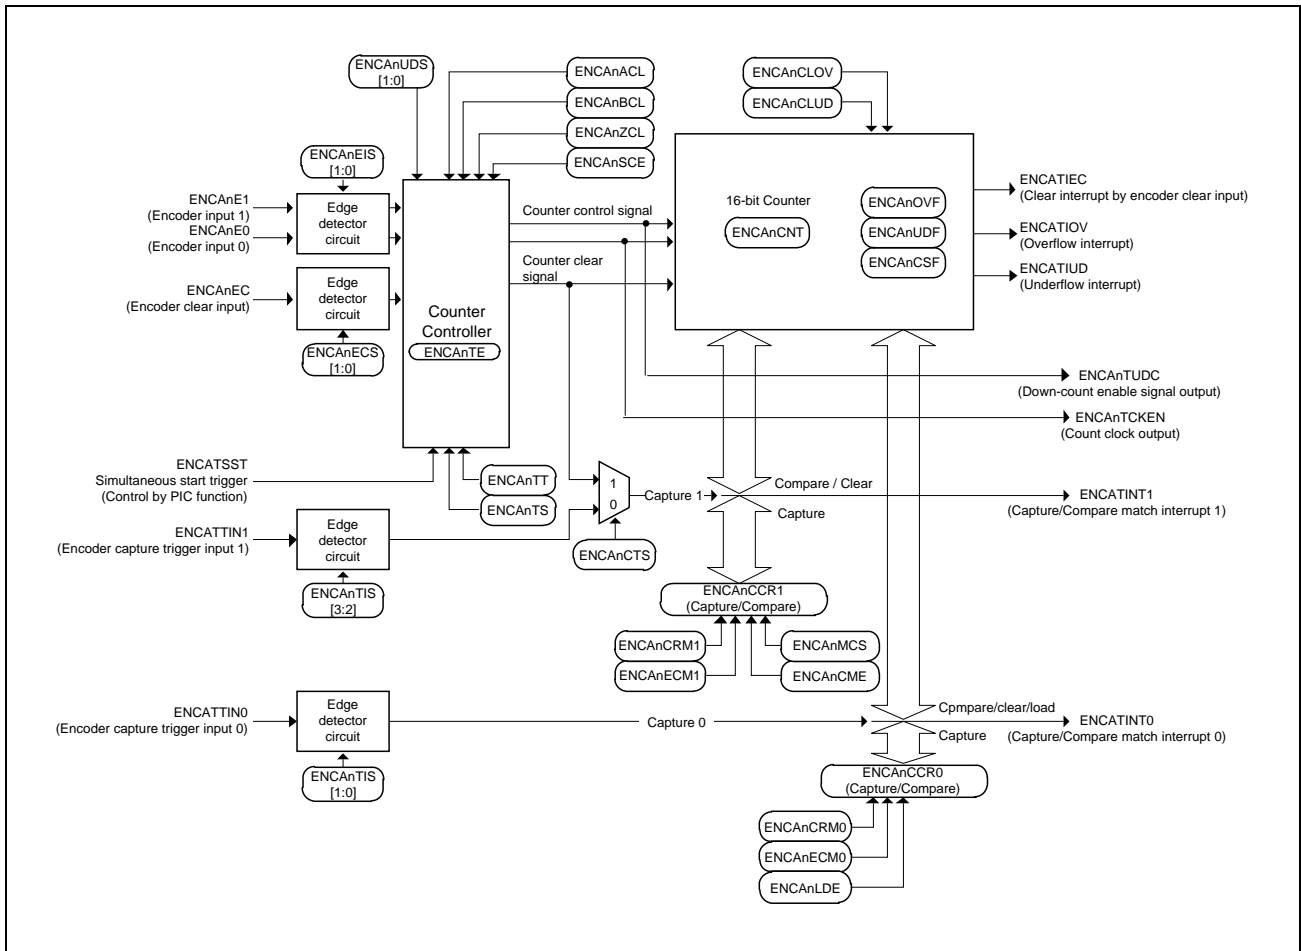 ENCAnUDS
[1:0]
ENCAnACL
ENCAnBCL
ENCAnZCL
ENCAnSCE
ENCAnCLOV
ENCAnCLUD
ENCAnEIS
[1:0]
ENCAnE1
(Encoder input 1)
ENCAnE0
(Encoder input 0)
Edge
detector
circuit
ENCAnEC
(Encoder clear input)
Edge
detector
circuit
ENCAnECS
[1:0]
Counter
Controller
ENCAnTE
Counter control signal
Counter clear
signal
16-bit Counter
ENCAnCNT
ENCAnOVF
ENCAnUDF
ENCAnCSF
ENCATIEC
(Clear interrupt by encoder clear input)
ENCATIOV
(Overflow interrupt)
ENCATIUD
(Underflow interrupt)
ENCAnTUDC
(Down-count enable signal output)
ENCAnTCKEN
(Count clock output)
ENCATSST
Simultaneous start trigger
(Control by PIC function)
ENCAnTT
ENCAnTS
1
0
ENCAnCTS
Capture 1
Compare / Clear
Capture
ENCATINT1
(Capture/Compare match interrupt 1)
ENCATTIN1
(Encoder capture trigger input 1)
Edge
detector
circuit
ENCAnTIS
[3:2]
ENCAnCCR1
(Capture/Compare)
ENCAnCRM1
ENCAnECM1
ENCAnMCS
ENCAnCME
ENCATTIN0
(Encoder capture trigger input 0)
Edge
detector
circuit
ENCAnTIS
[1:0]
Capture 0
Cpmpare/clear/load
Capture
ENCATINT0
(Capture/Compare match interrupt 0)
ENCAnCCR0
(Capture/Compare)
ENCAnCRM0
ENCAnECM0
ENCAnLDE